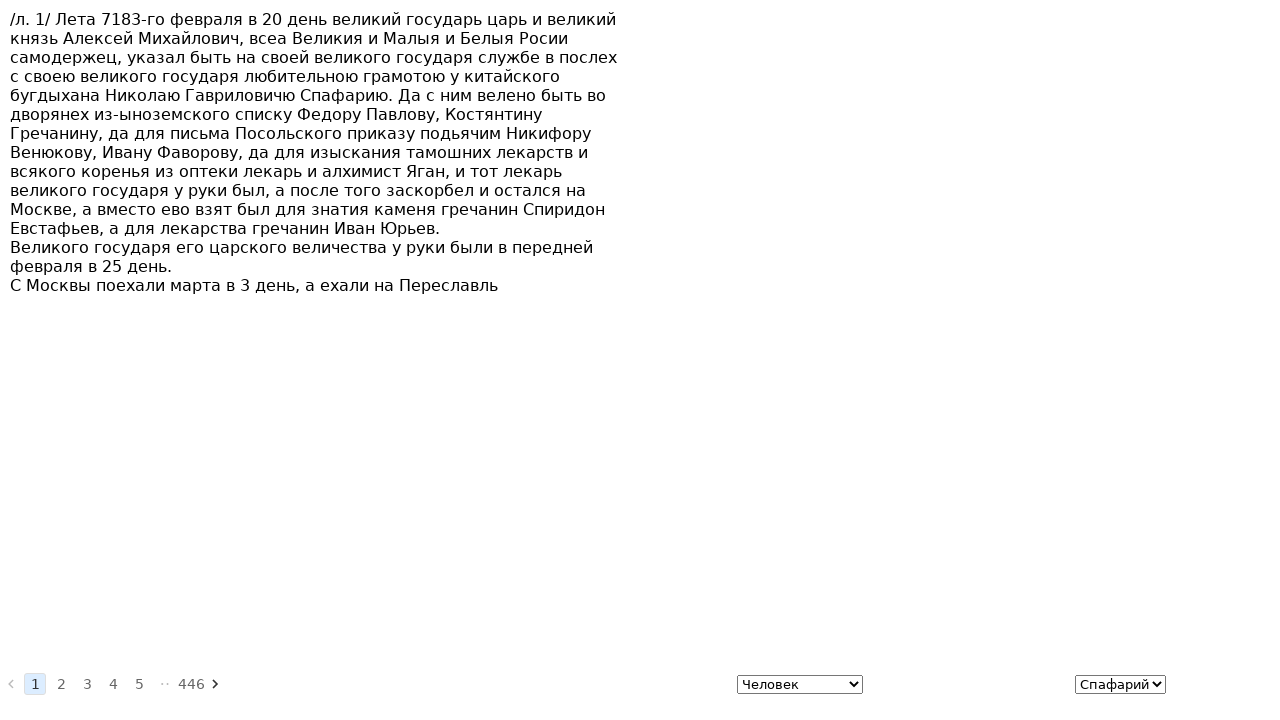 /л. 1/ Лета 7183-го февраля в 20 день великий государь царь и великий
князь Алексей Михайлович, всеа Великия и Малыя и Белыя Росии
самодержец, указал быть на своей великого государя службе в послех
с своею великого государя любительною грамотою у китайского
бугдыхана Николаю Гавриловичю Спафарию. Да с ним велено быть во
дворянех из-ыноземского списку Федору Павлову, Костянтину
Гречанину, да для письма Посольского приказу подьячим Никифору
Венюкову, Ивану Фаворову, да для изыскания тамошних лекарств и
всякого коренья из оптеки лекарь и алхимист Яган, и тот лекарь
великого государя у руки был, а после того заскорбел и остался на
Москве, а вместо ево взят был для знатия каменя гречанин Спиридон
Евстафьев, а для лекарства гречанин Иван Юрьев.
Великого государя его царского величества у руки были в передней
февраля в 25 день.
С Москвы поехали марта в 3 день, а ехали на Переславль
‹ 1 2 3 4 5 ·· 446 › Человек Спафарий